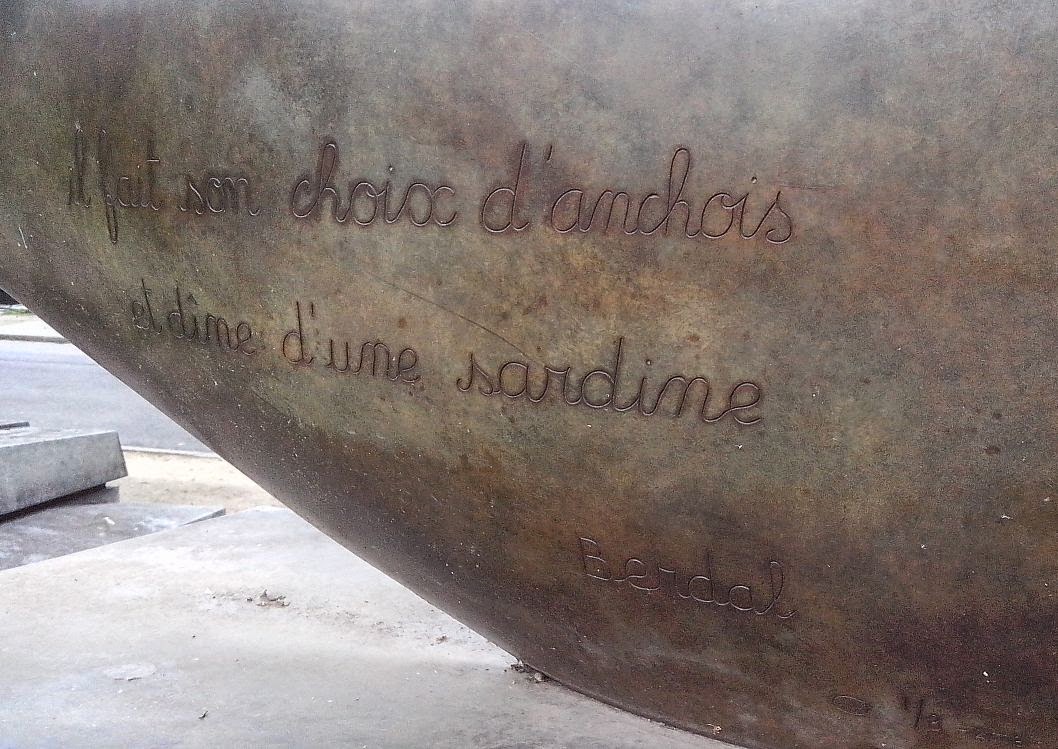 Il fait son choix d'anchois
et dîne d'une sardine
Berdal